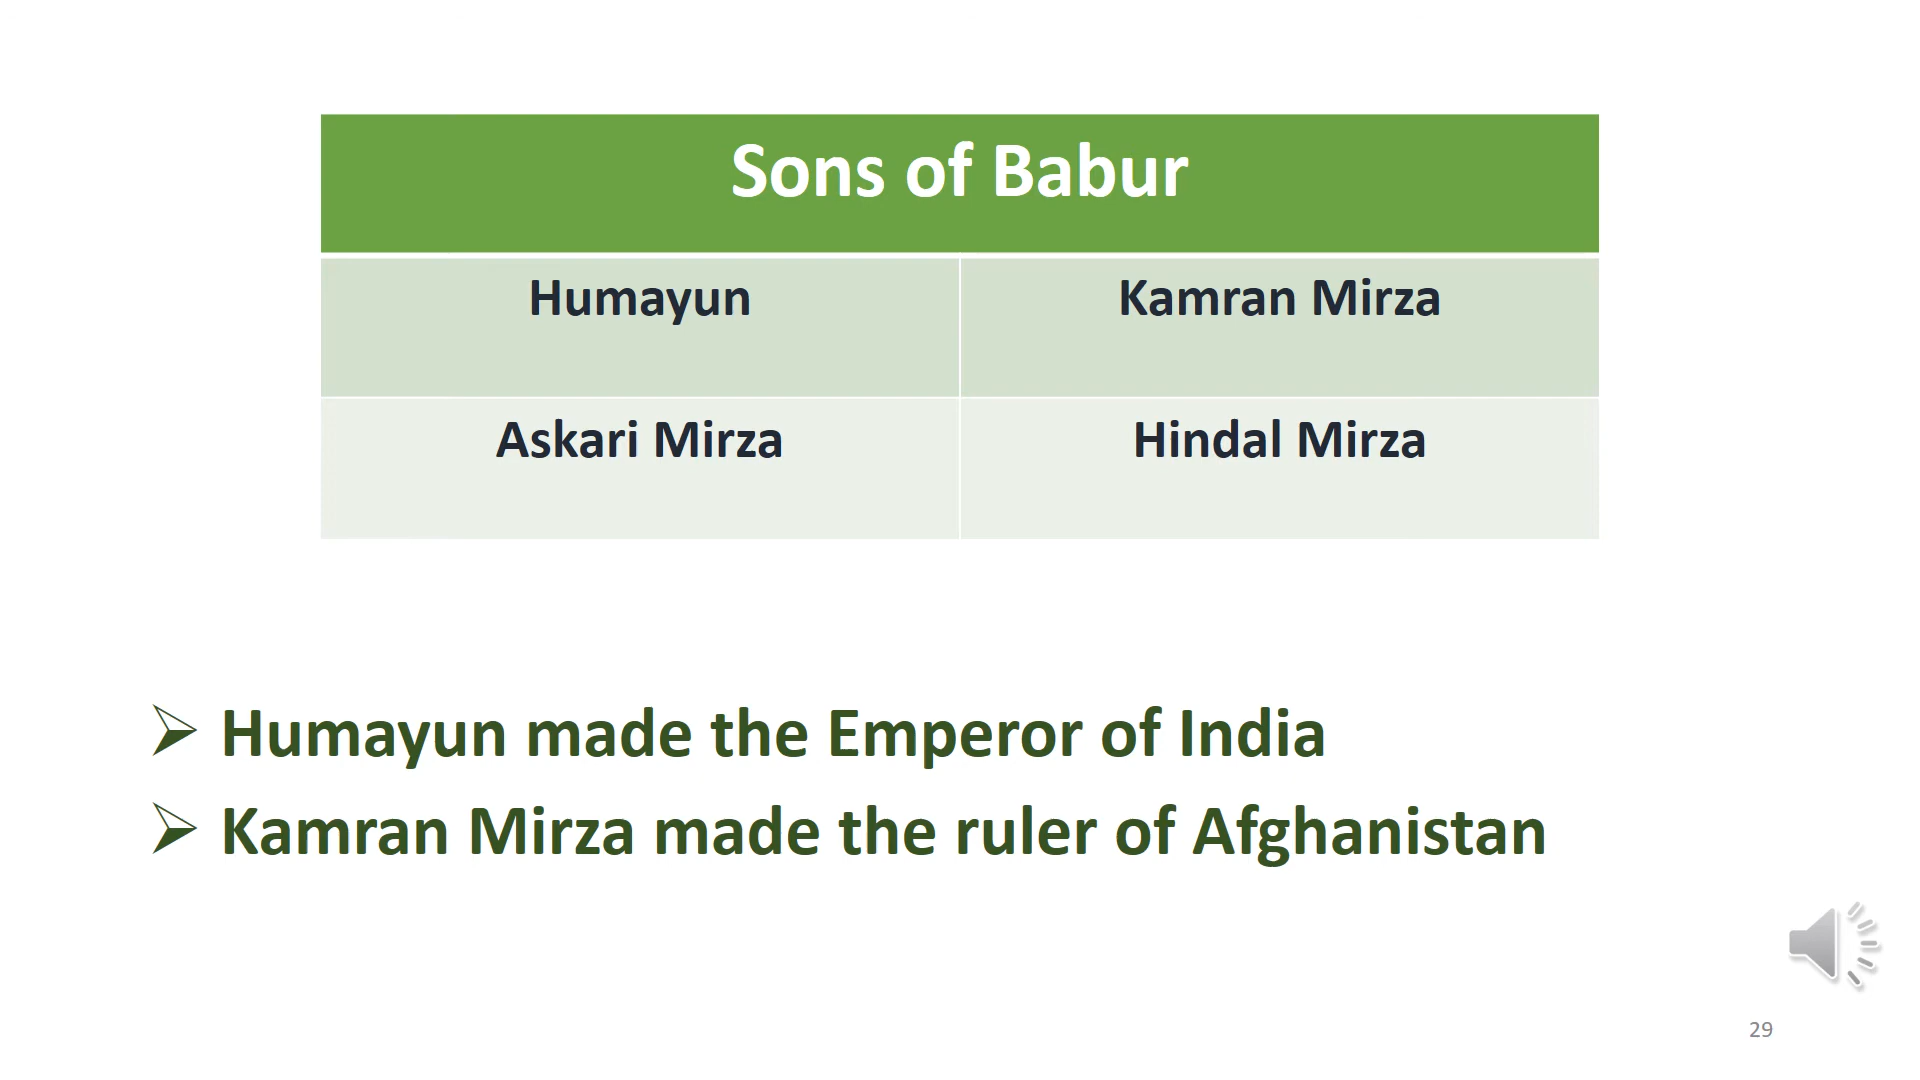 Sons of Babur
Humayun Kamran Mirza
Askari Mirza Hindal Mirza
➢ Humayun made the Emperor of India
➢ Kamran Mirza made the ruler of Afghanistan
29